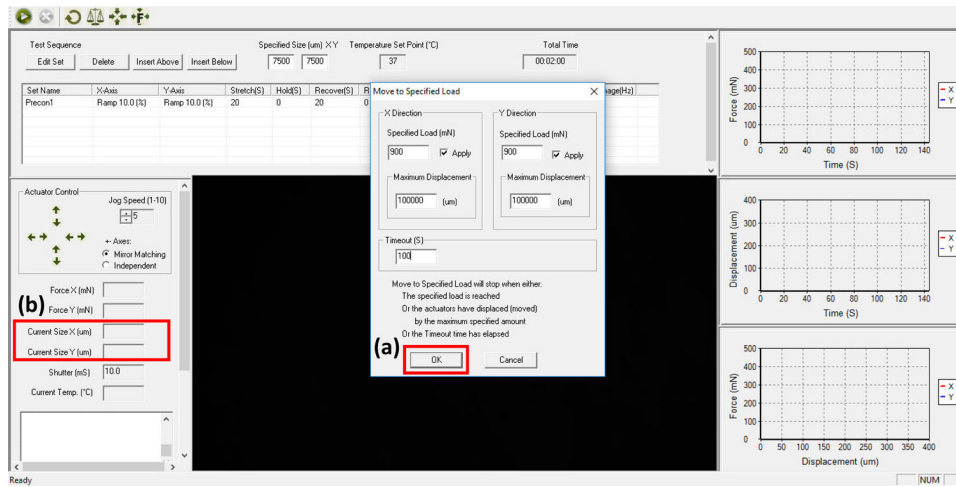 Test Sequence
Specified Size (um) X Y
Temperature Set Point (°C)
Total Time
Edit Set
Delete
Insert Above
Insert Below
7500
7500
37
00:02:00
Set Name X-Axis Y-Axis Stretch(S) Hold(S) Recover(S) R
Precon1 Ramp 10.0 (%) Ramp 10.0 (%) 20 0 20 0
Move to Specified Load
X Direction
Specified Load (mN)
900
Apply
Maximum Displacement
100000 (um)
Y Direction
Specified Load (mN)
900
Apply
Maximum Displacement
100000 (um)
Timeout (S)
100
Move to Specified Load will stop when either:
The specified load is reached
Or the actuators have displaced (moved)
by the maximum specified amount
Or the Timeout time has elapsed
(a)
OK
Cancel
Actuator Control
Jog Speed (1-10)
5
<- Axes:
Mirror Matching
Independent
Force X (mN)
(b)
Force Y (mN)
Current Size X (um)
Current Size Y (um)
Shutter (mS)
10.0
Current Temp. (°C)
Force (mN)
500
400
300
200
100
0
0 20 40 60 80 100 120 140
Time (S)
X
Y
Displacement (um)
400
300
200
100
0
0 20 40 60 80 100 120 140
Time (S)
X
Y
Force (mN)
500
400
300
200
100
0
0 50 100 150 200 250 300 350 400
Displacement (um)
X
Y
Ready
NUM